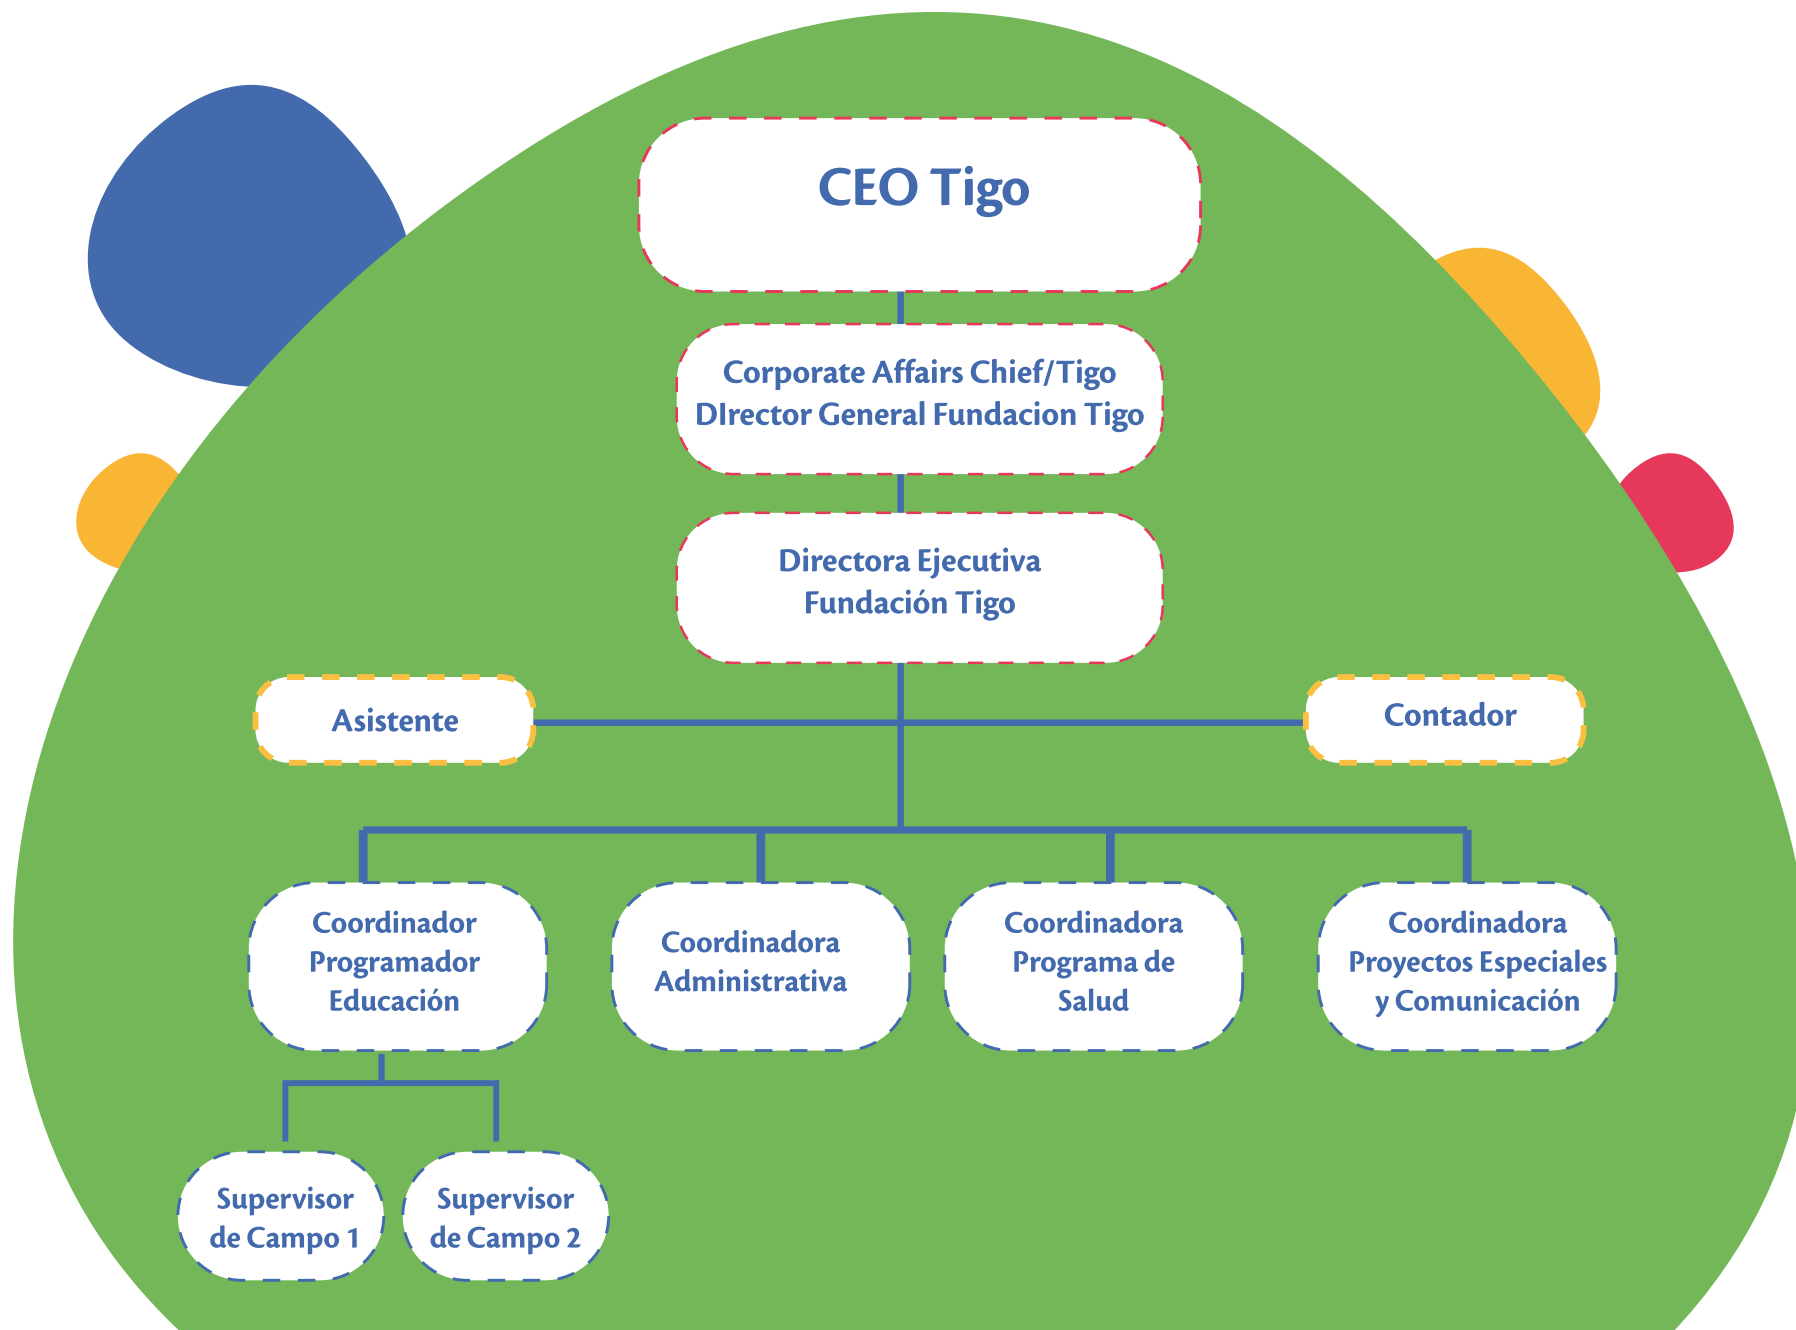 CEO Tigo
Corporate Affairs Chief/Tigo
DIrector General Fundacion Tigo
Directora Ejecutiva
Fundación Tigo
Asistente
Contador
Coordinador
Programador
Educación
Coordinadora
Administrativa
Coordinadora
Programa de
Salud
Coordinadora
Proyectos Especiales
y Comunicación
Supervisor
de Campo 1
Supervisor
de Campo 2